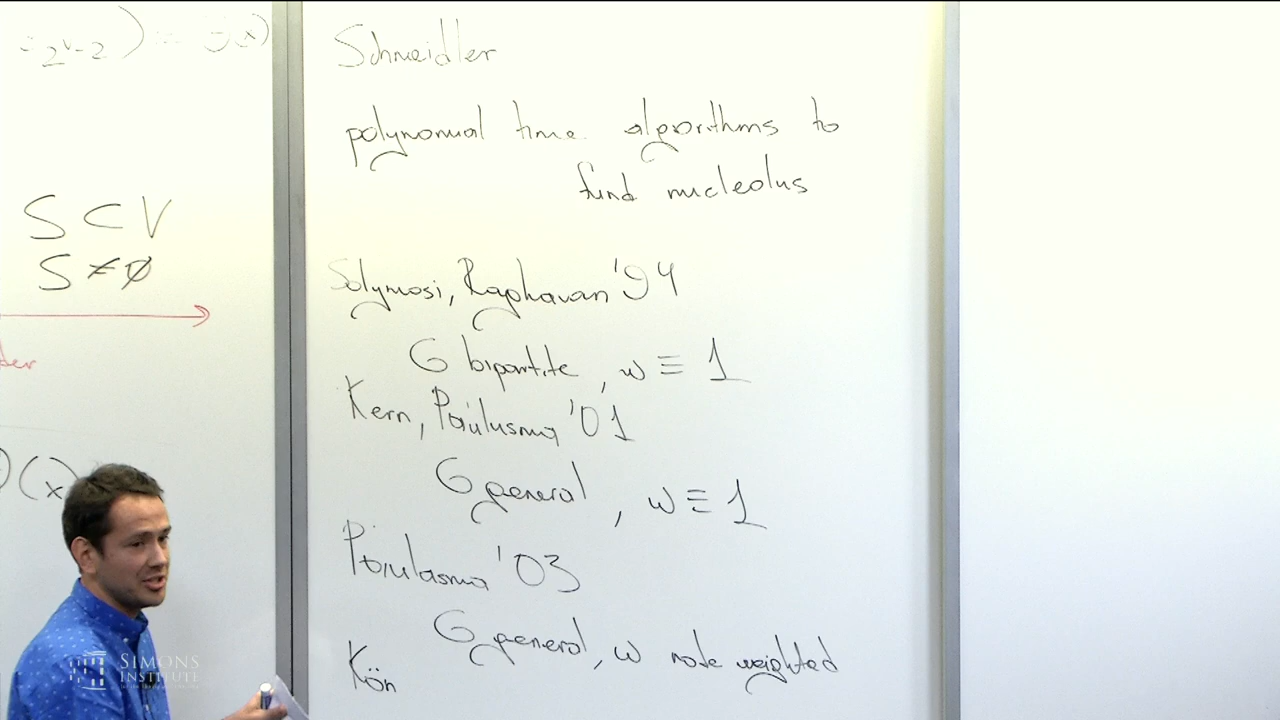 Schmeidler
polynomial time algorithms to
find nucleolus
Solymosi, Raghavan '94
G bipartite, w ≡ 1
Kern, Paulusma '01
G general, w ≡ 1
Paulusma '03
G general, w node weighted
Kön
S ⊂ V
S ≠ ∅
(x)
SIMONS
INSTITUTE